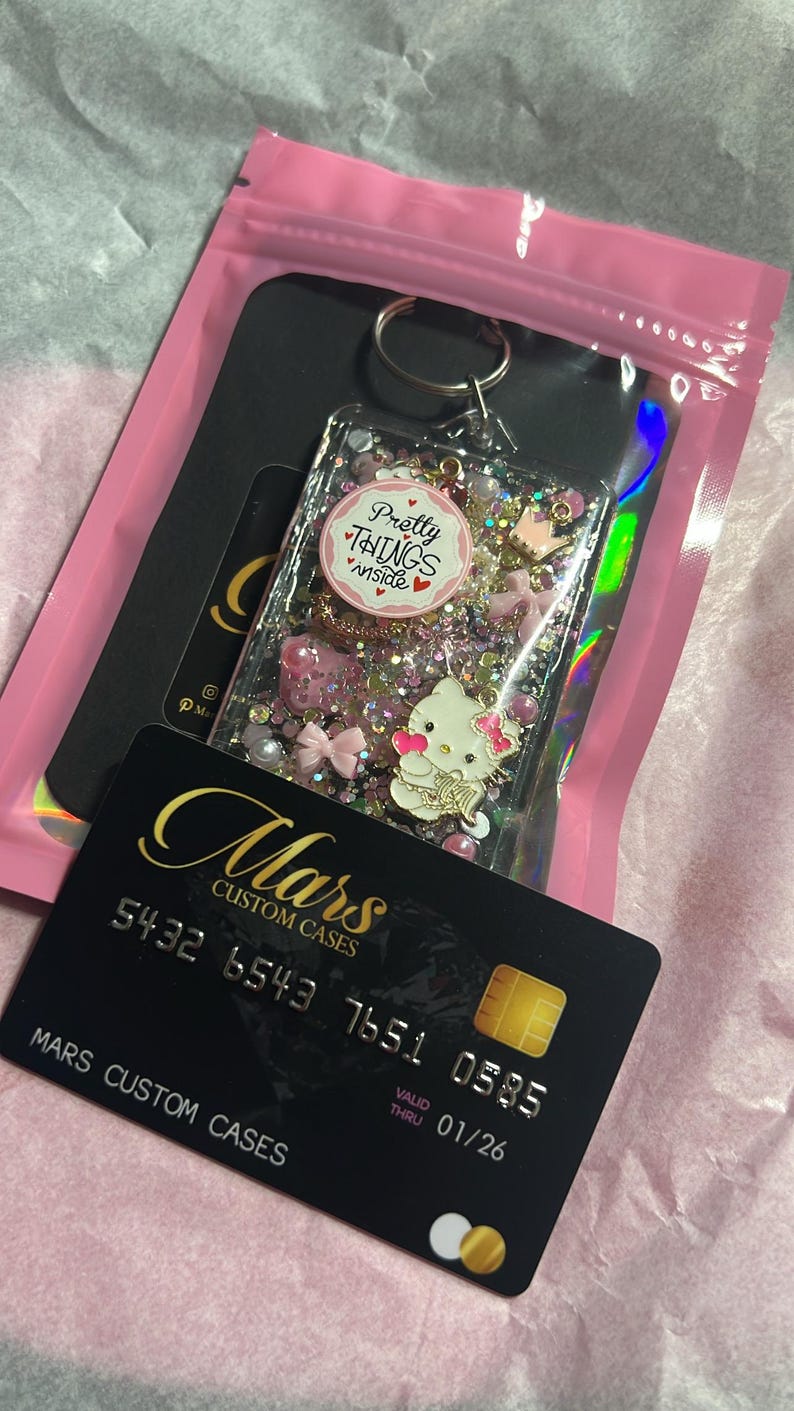 Pretty
THINGS
inside
Mars
CUSTOM CASES
5432 6543 7651 0585
VALID
THRU
01/26
MARS CUSTOM CASES